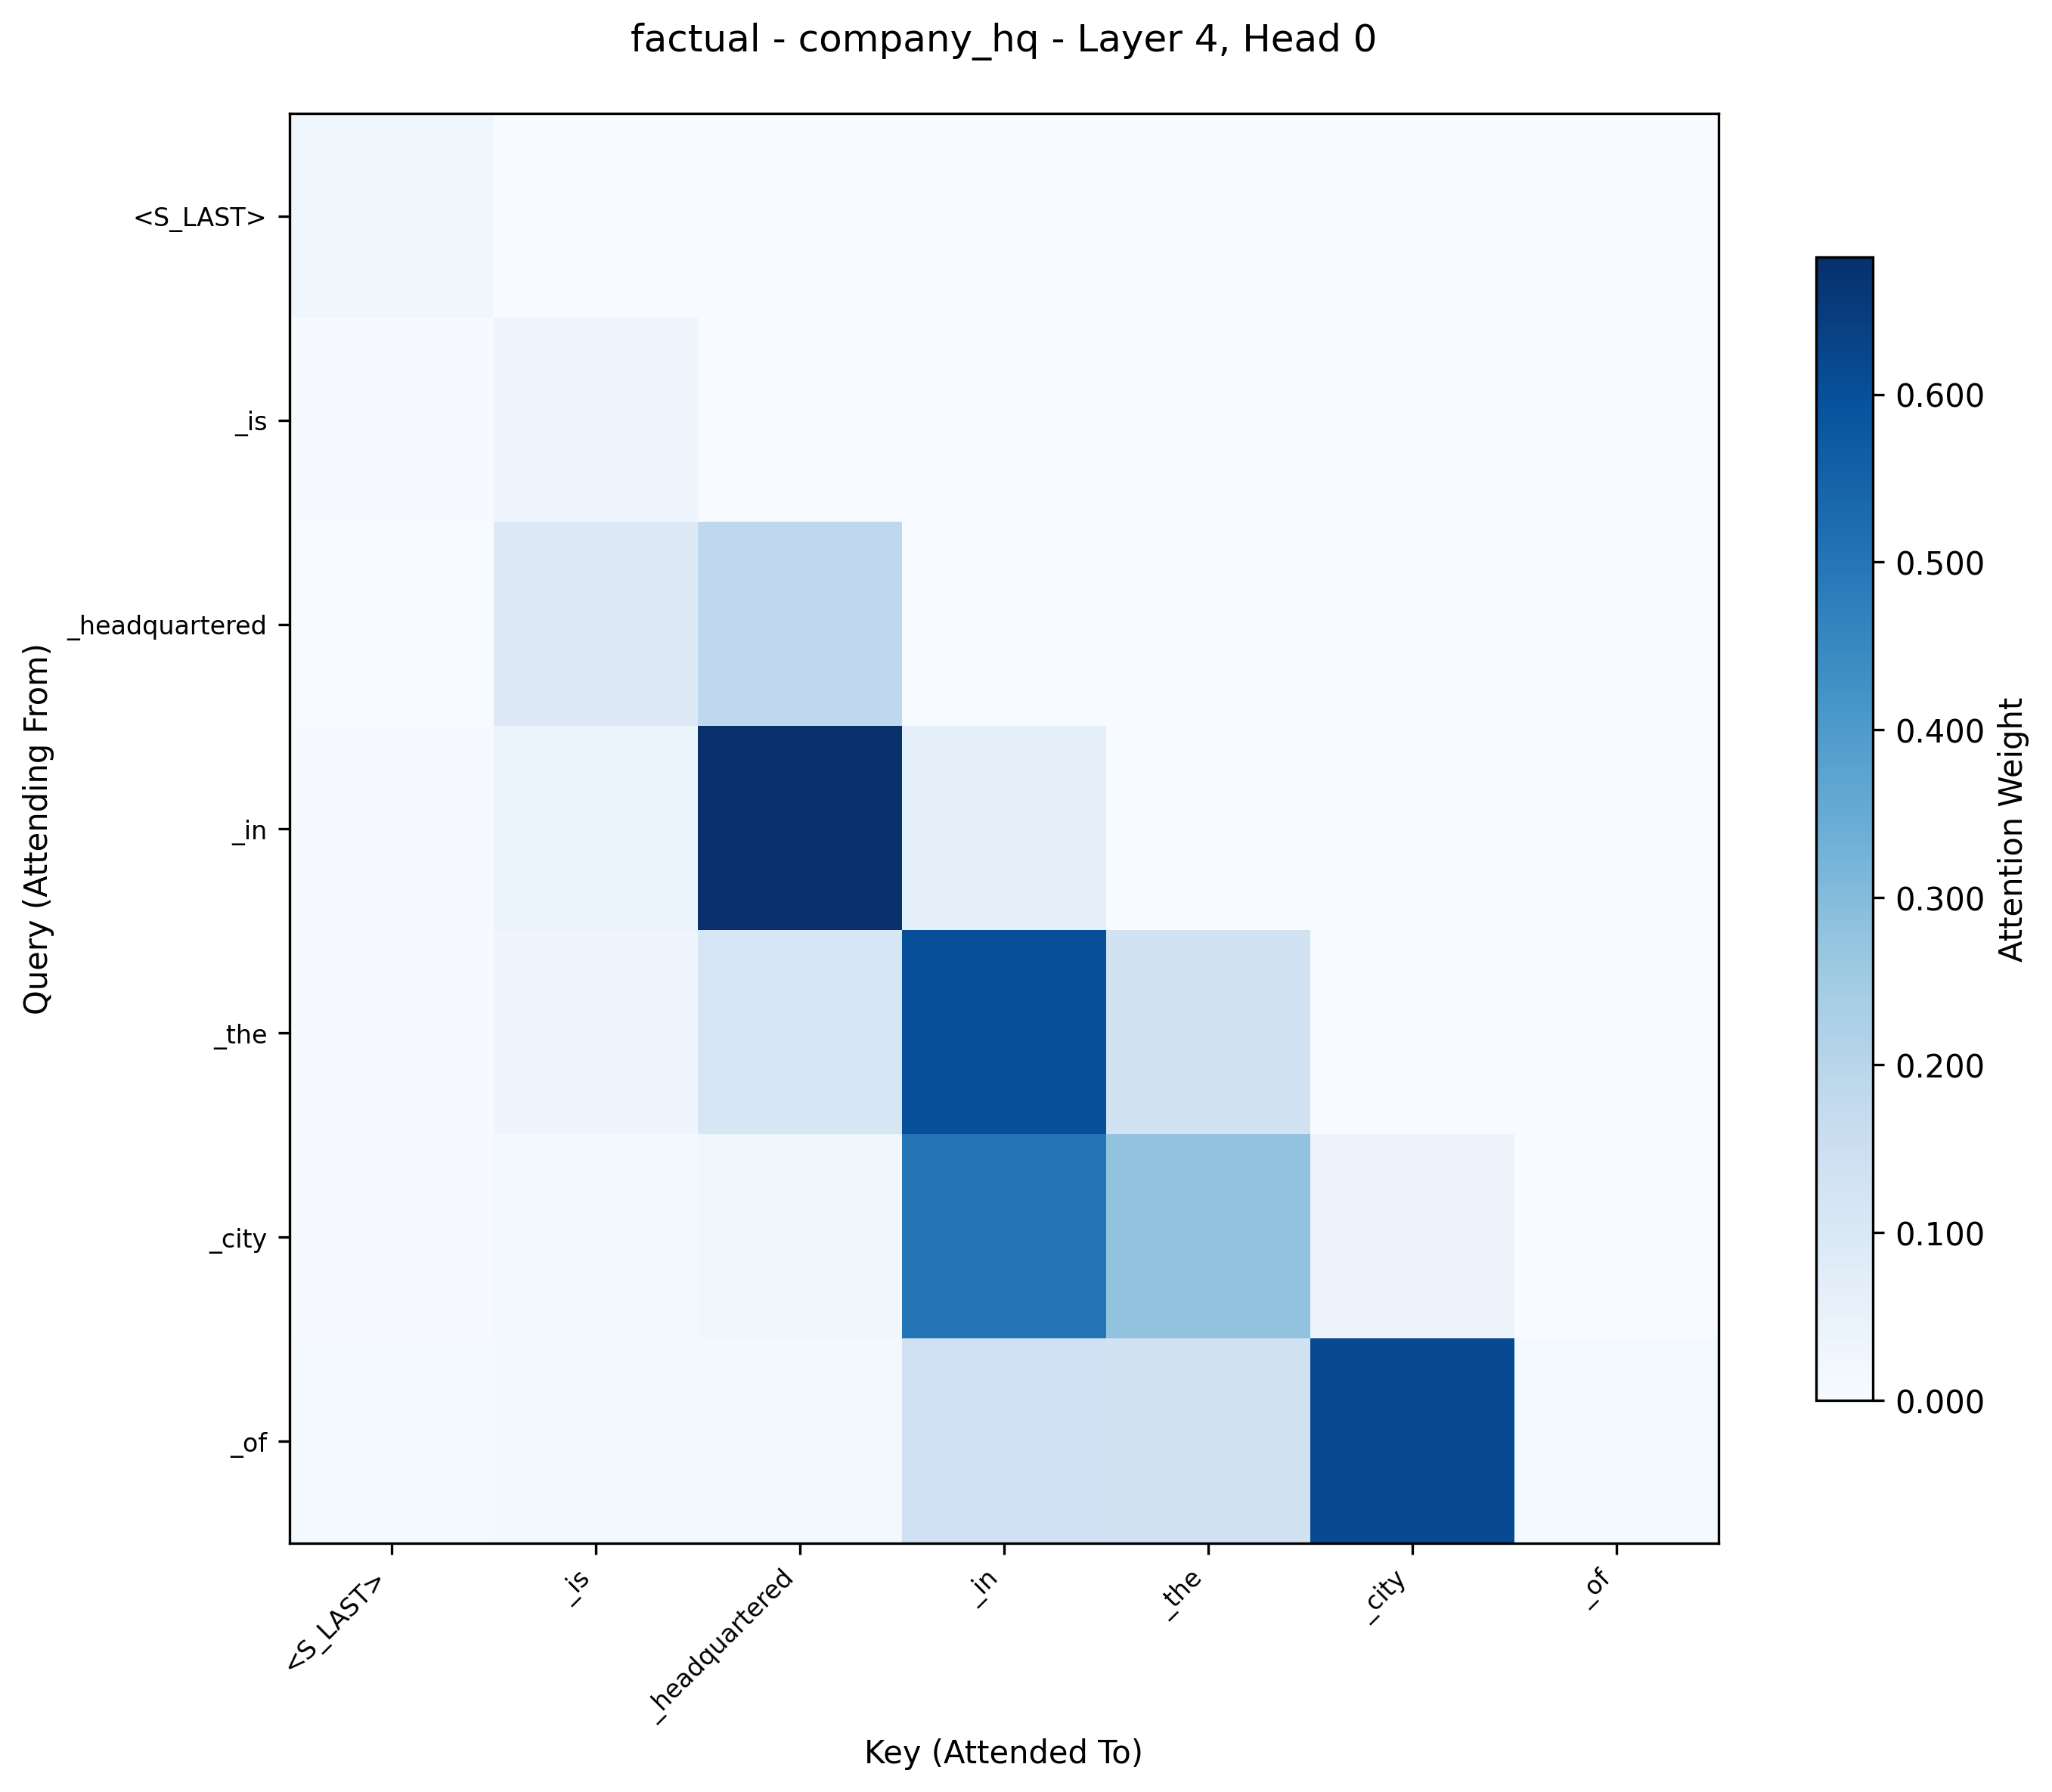 factual - company_hq - Layer 4, Head 0
Query (Attending From)
<S_LAST>
_is
_headquartered
_in
_the
_city
_of
<S_LAST>
_is
_headquartered
_in
_the
_city
_of
Key (Attended To)
0.600
0.500
0.400
0.300
0.200
0.100
0.000
Attention Weight